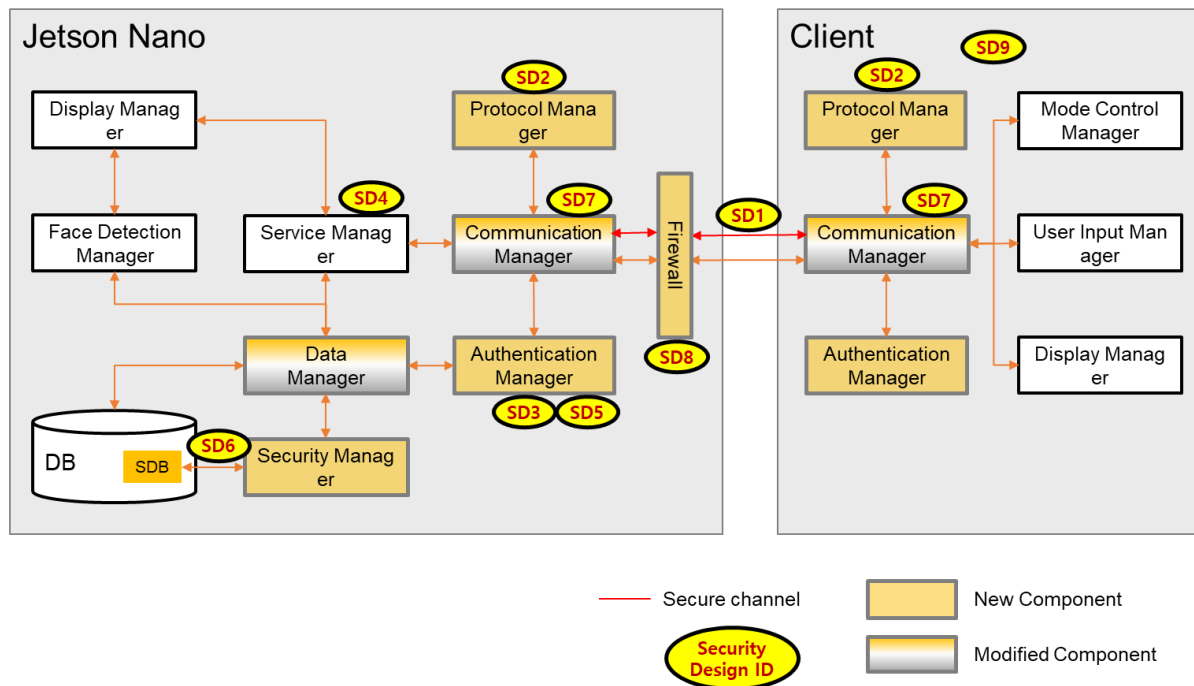 Jetson Nano
Client
SD9
SD2
SD2
Display Manag
er
Protocol Mana
ger
Protocol Mana
ger
Mode Control
Manager
SD4
SD7
SD1
SD7
Face Detection
Manager
Service Manag
er
Communication
Manager
Firewall
Communication
Manager
User Input Man
ager
Data
Manager
Authentication
Manager
SD8
Authentication
Manager
Display Manag
er
SD3
SD5
DB
SDB
SD6
Security Manag
er
Secure channel
New Component
Security
Design ID
Modified Component